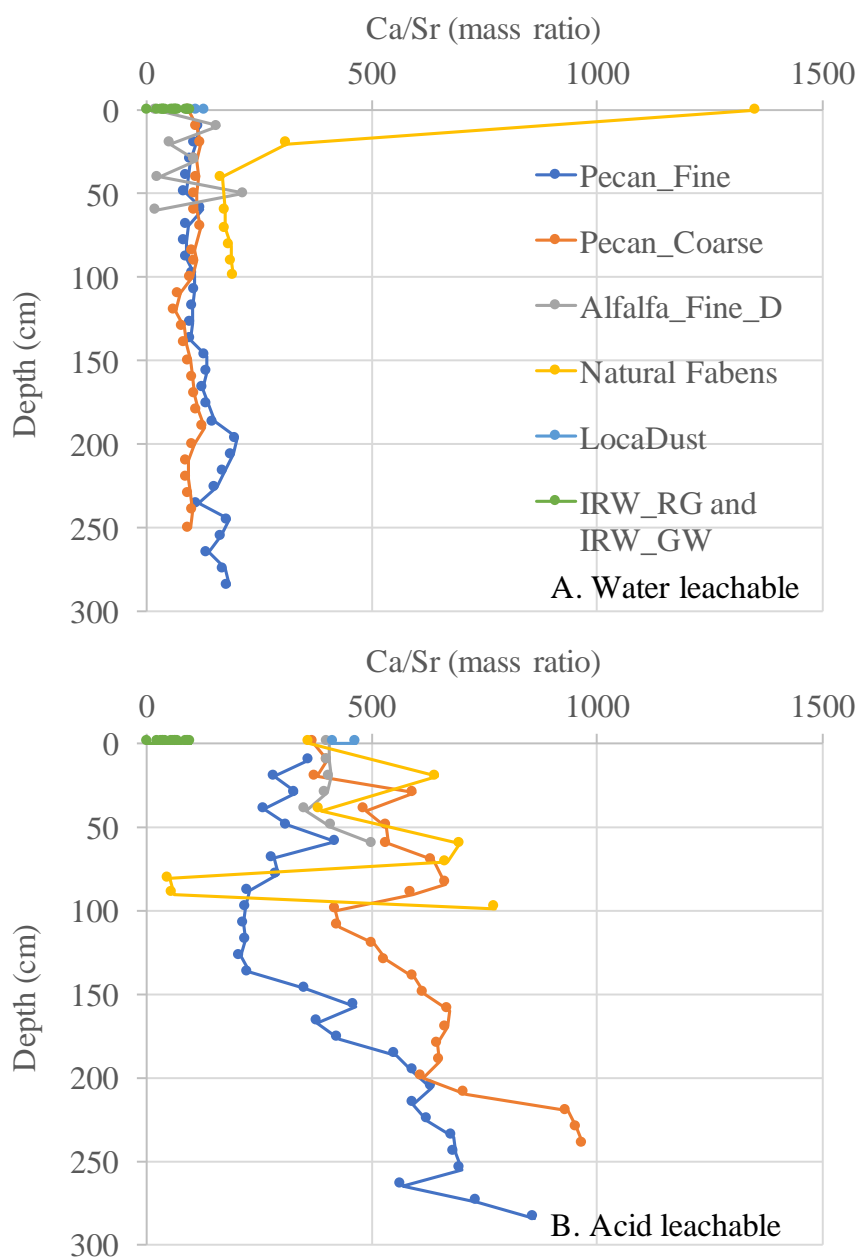 Ca/Sr (mass ratio)
0 500 1000 1500
0
50
100
150
200
250
300
Depth (cm)
Pecan_Fine
Pecan_Coarse
Alfalfa_Fine_D
Natural Fabens
LocaDust
IRW_RG and
IRW_GW
A. Water leachable
Ca/Sr (mass ratio)
0 500 1000 1500
0
50
100
150
200
250
300
Depth (cm)
B. Acid leachable